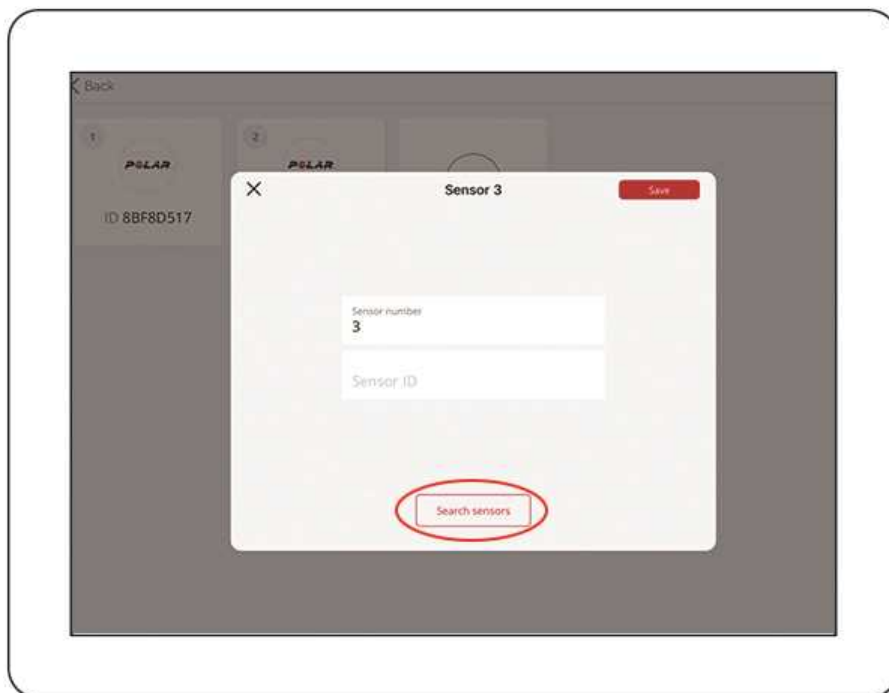 Back
1
2
POLAR
POLAR
ID 8BF8D517
Sensor 3
Save
Sensor number
3
Sensor ID
Search sensors